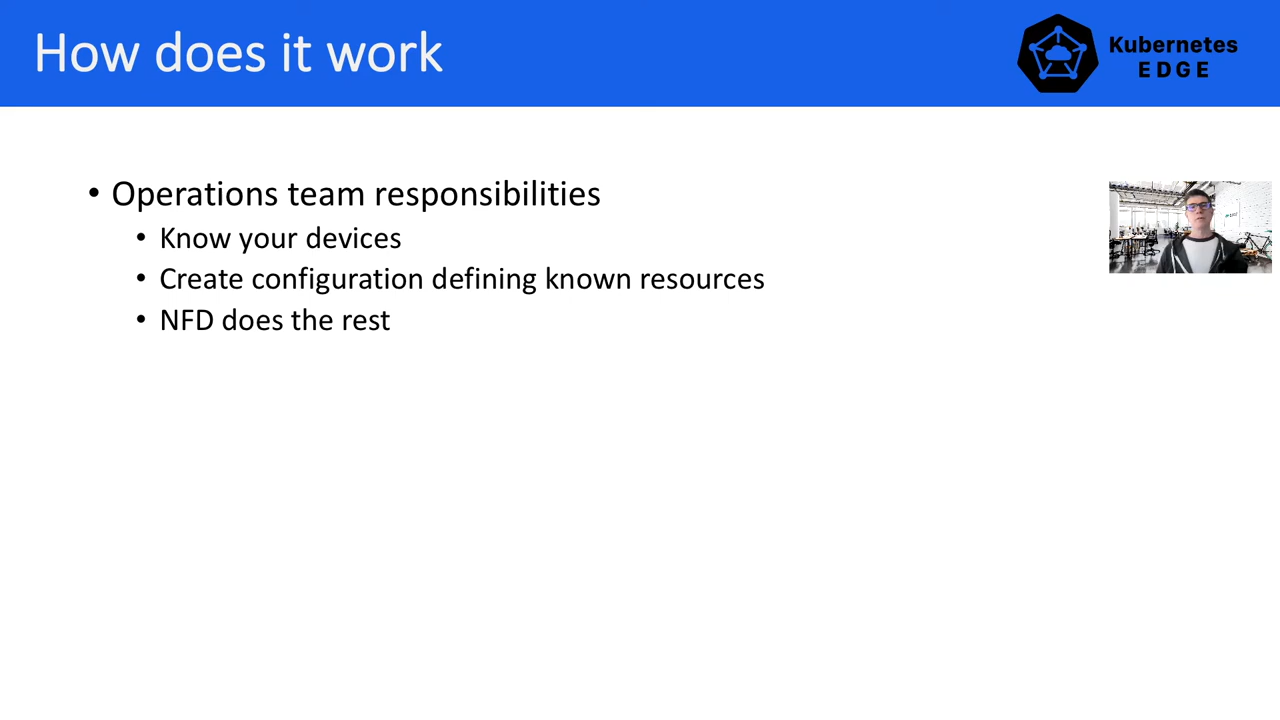 How does it work
Kubernetes
EDGE
• Operations team responsibilities
• Know your devices
• Create configuration defining known resources
• NFD does the rest